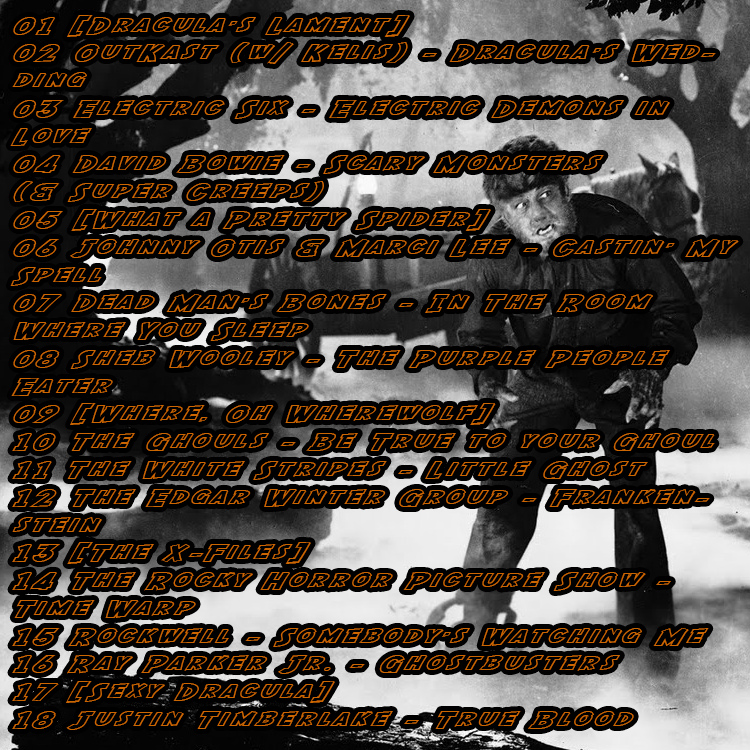 01 [Dracula's Lament]
02 OutKast (w/ Kelis) - Dracula's Wed-
ding
03 Electric Six - Electric Demons in
Love
04 David Bowie - Scary Monsters
(& Super Creeps)
05 [What a Pretty Spider]
06 Johnny Otis & Marci Lee - Castin' My
Spell
07 Dead Man's Bones - In The Room
Where You Sleep
08 Sheb Wooley - The Purple People
Eater
09 [Where, Oh Wherewolf]
10 The Ghouls - Be True to your Ghoul
11 The White Stripes - Little Ghost
12 The Edgar Winter Group - Franken-
stein
13 [The X-Files]
14 The Rocky Horror Picture Show -
Time Warp
15 Rockwell - Somebody's Watching Me
16 Ray Parker Jr. - Ghostbusters
17 [Sexy Dracula]
18 Justin Timberlake - True Blood